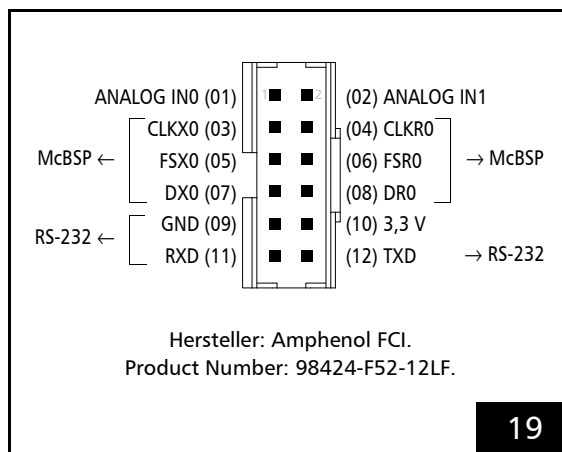 ANALOG IN0 (01) 1 2 (02) ANALOG IN1
CLKX0 (03) (04) CLKR0
McBSP ← FSX0 (05) (06) FSR0 → McBSP
DX0 (07) (08) DR0
GND (09) (10) 3,3 V
RS-232 ← RXD (11) (12) TXD → RS-232
Hersteller: Amphenol FCI.
Product Number: 98424-F52-12LF.
19